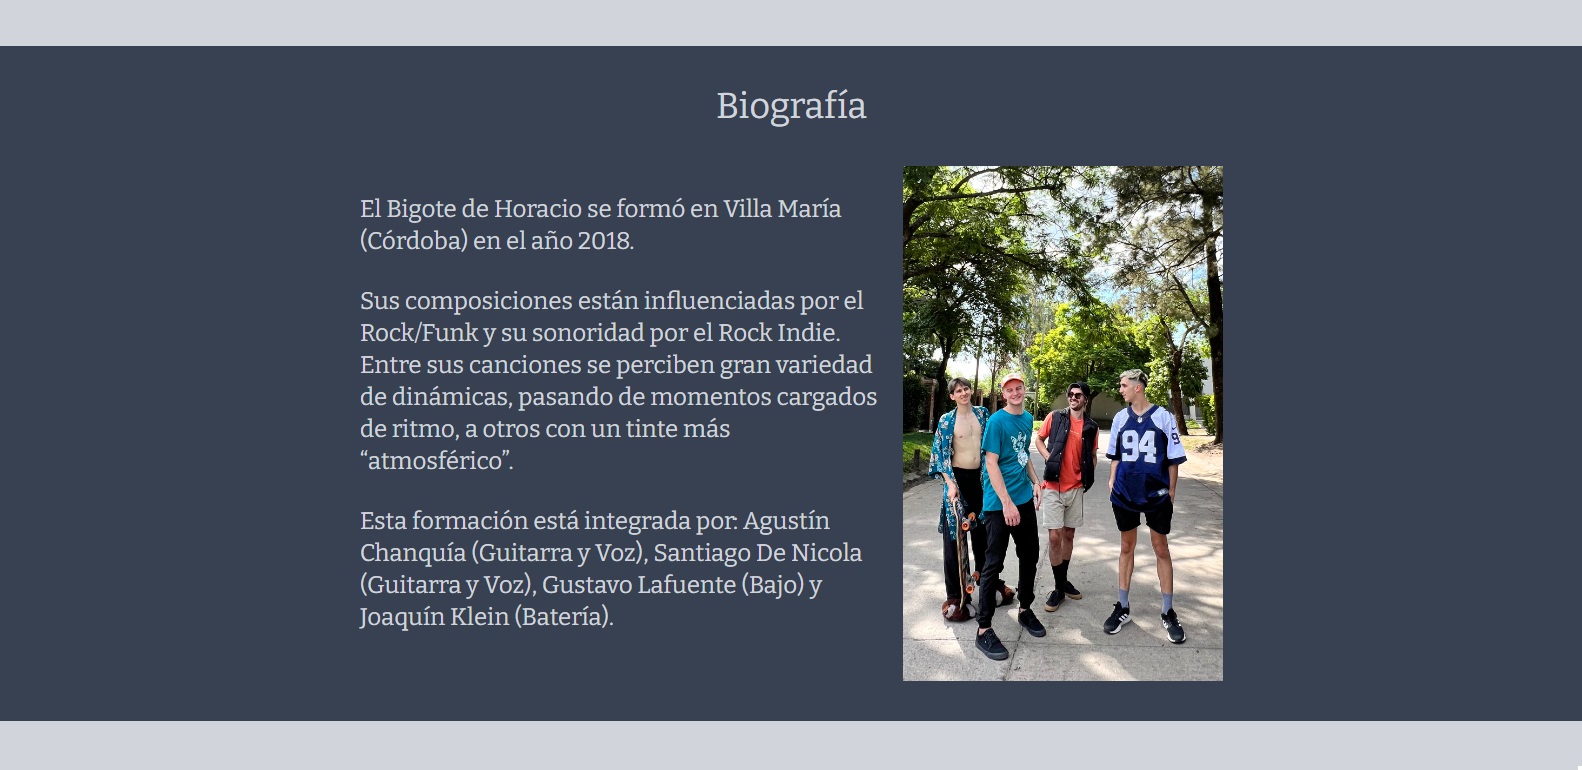 Biografía
El Bigote de Horacio se formó en Villa María
(Córdoba) en el año 2018.
Sus composiciones están influenciadas por el
Rock/Funk y su sonoridad por el Rock Indie.
Entre sus canciones se perciben gran variedad
de dinámicas, pasando de momentos cargados
de ritmo, a otros con un tinte más
“atmosférico”.
Esta formación está integrada por: Agustín
Chanquía (Guitarra y Voz), Santiago De Nicola
(Guitarra y Voz), Gustavo Lafuente (Bajo) y
Joaquín Klein (Batería).
94